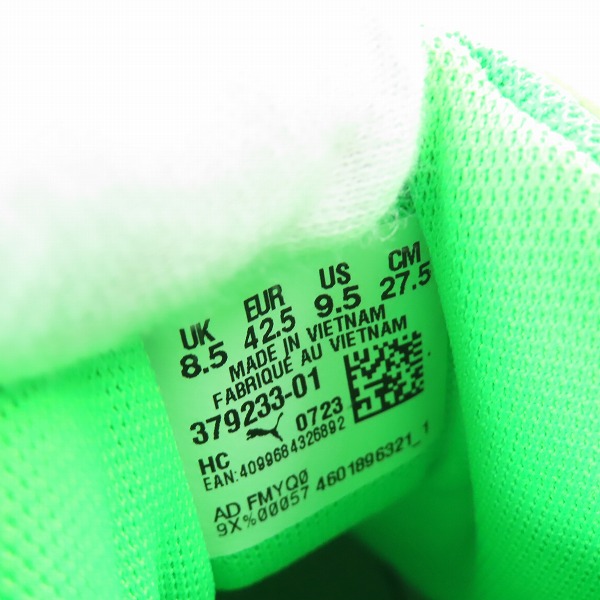 UK EUR US CM
8.5 42.5 9.5 27.5
MADE IN VIETNAM
FABRIQUE AU VIETNAM
379233-01
HC 0723
EAN:4099684326892
AD FMYQ0
9X%00057 4601896321_1